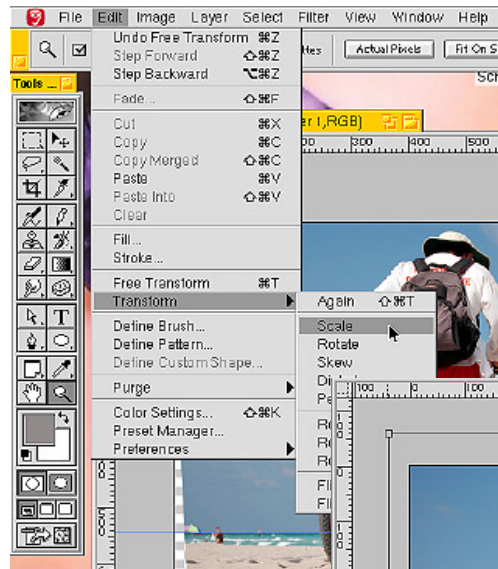 File Edit Image Layer Select Filter View Window Help
Actual Pixels
Fit On S
Tools ...
Undo Free Transform ⌘Z
Step Forward ⇧⌘Z
Step Backward ⌥⌘Z
Fade... ⇧⌘F
Cut ⌘X
Copy ⌘C
Copy Merged ⇧⌘C
Paste ⌘V
Paste Into ⇧⌘V
Clear
Fill...
Stroke...
Free Transform ⌘T
Transform
Define Brush...
Define Pattern...
Define Custom Shape...
Purge
Color Settings... ⇧⌘K
Preset Manager...
Preferences
er 1,RGB)
300 400 500
Again ⇧⌘T
Scale
Rotate
Skew
100 0 100
T